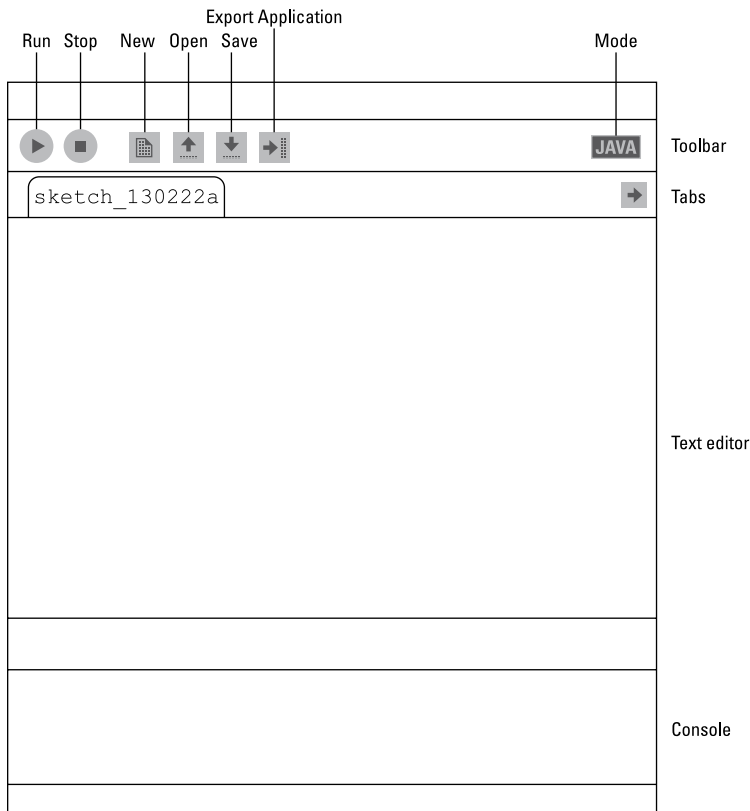 Export Application
Run Stop New Open Save Mode
JAVA Toolbar
sketch_130222a Tabs
Text editor
Console